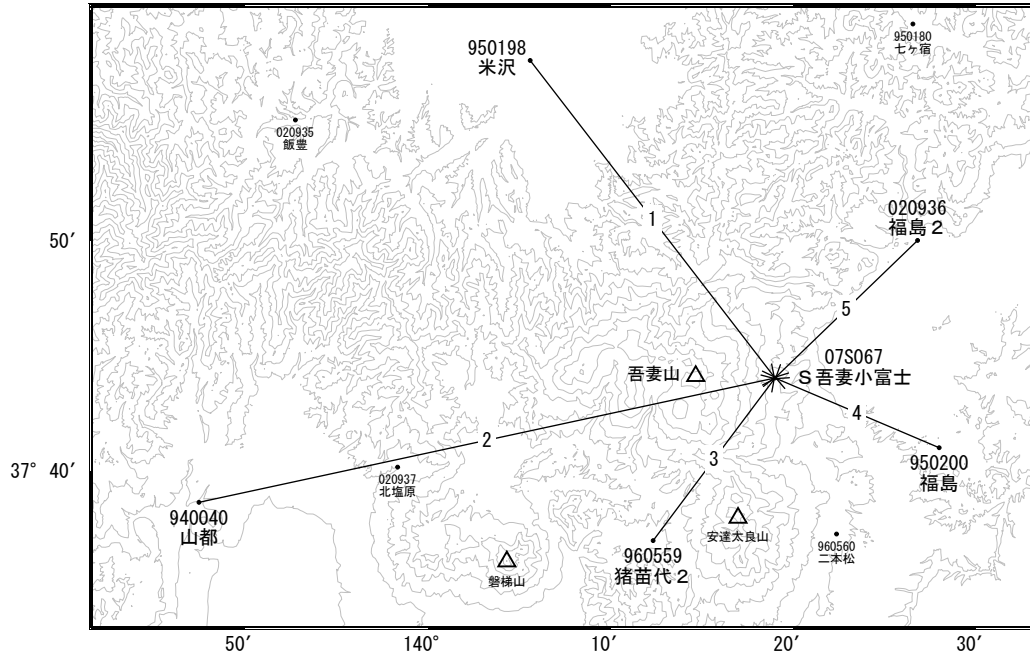 950180
七ヶ宿
950198
米沢
020935
飯豊
1
020936
福島２
50′
5
07S067
Ｓ吾妻小富士
吾妻山
4
2
3
37° 40′
020937
北塩原
950200
福島
940040
山都
安達太良山
960560
二本松
960559
猪苗代２
磐梯山
50′
140°
10′
20′
30′